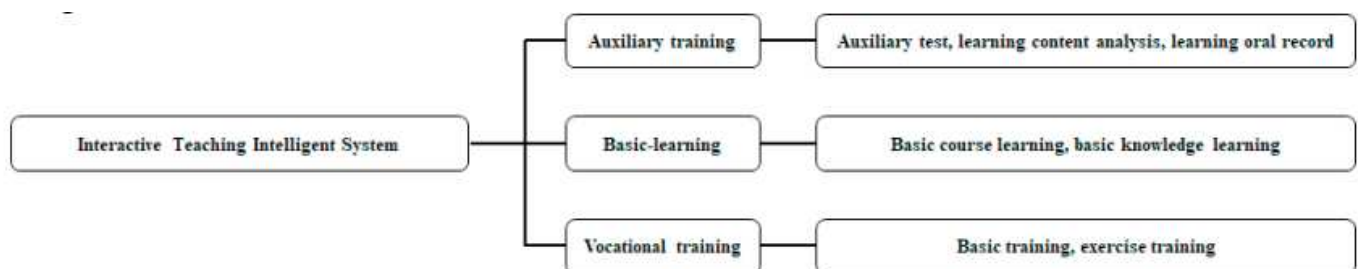 Auxiliary training
Auxiliary test, learning content analysis, learning oral record
Interactive Teaching Intelligent System
Basic-learning
Basic course learning, basic knowledge learning
Vocational training
Basic training, exercise training